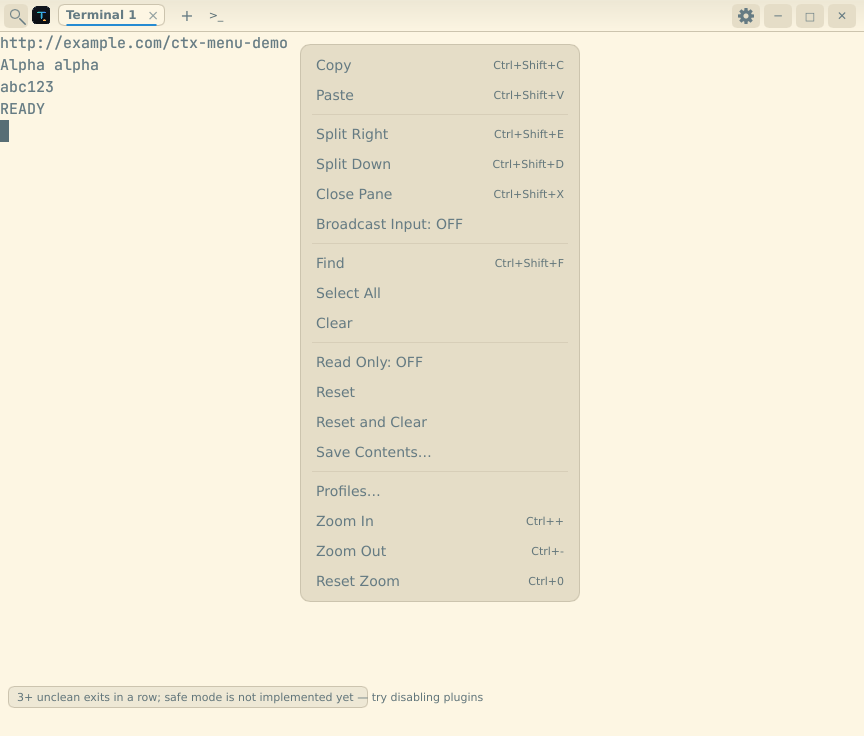 Terminal 1 × + >_ − □ ×
http://example.com/ctx-menu-demo
Alpha alpha
abc123
READY
Copy Ctrl+Shift+C
Paste Ctrl+Shift+V
Split Right Ctrl+Shift+E
Split Down Ctrl+Shift+D
Close Pane Ctrl+Shift+X
Broadcast Input: OFF
Find Ctrl+Shift+F
Select All
Clear
Read Only: OFF
Reset
Reset and Clear
Save Contents…
Profiles…
Zoom In Ctrl++
Zoom Out Ctrl+-
Reset Zoom Ctrl+0
3+ unclean exits in a row; safe mode is not implemented yet — try disabling plugins